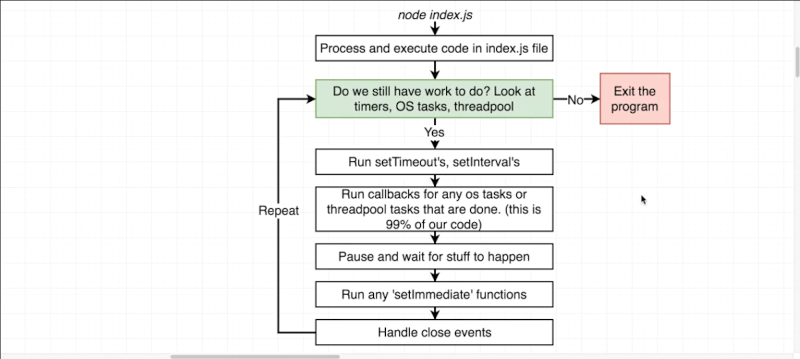 node index.js
Process and execute code in index.js file
Do we still have work to do? Look at
timers, OS tasks, threadpool
No
Exit the
program
Yes
Run setTimeout's, setInterval's
Run callbacks for any os tasks or
threadpool tasks that are done. (this is
99% of our code)
Repeat
Pause and wait for stuff to happen
Run any 'setImmediate' functions
Handle close events